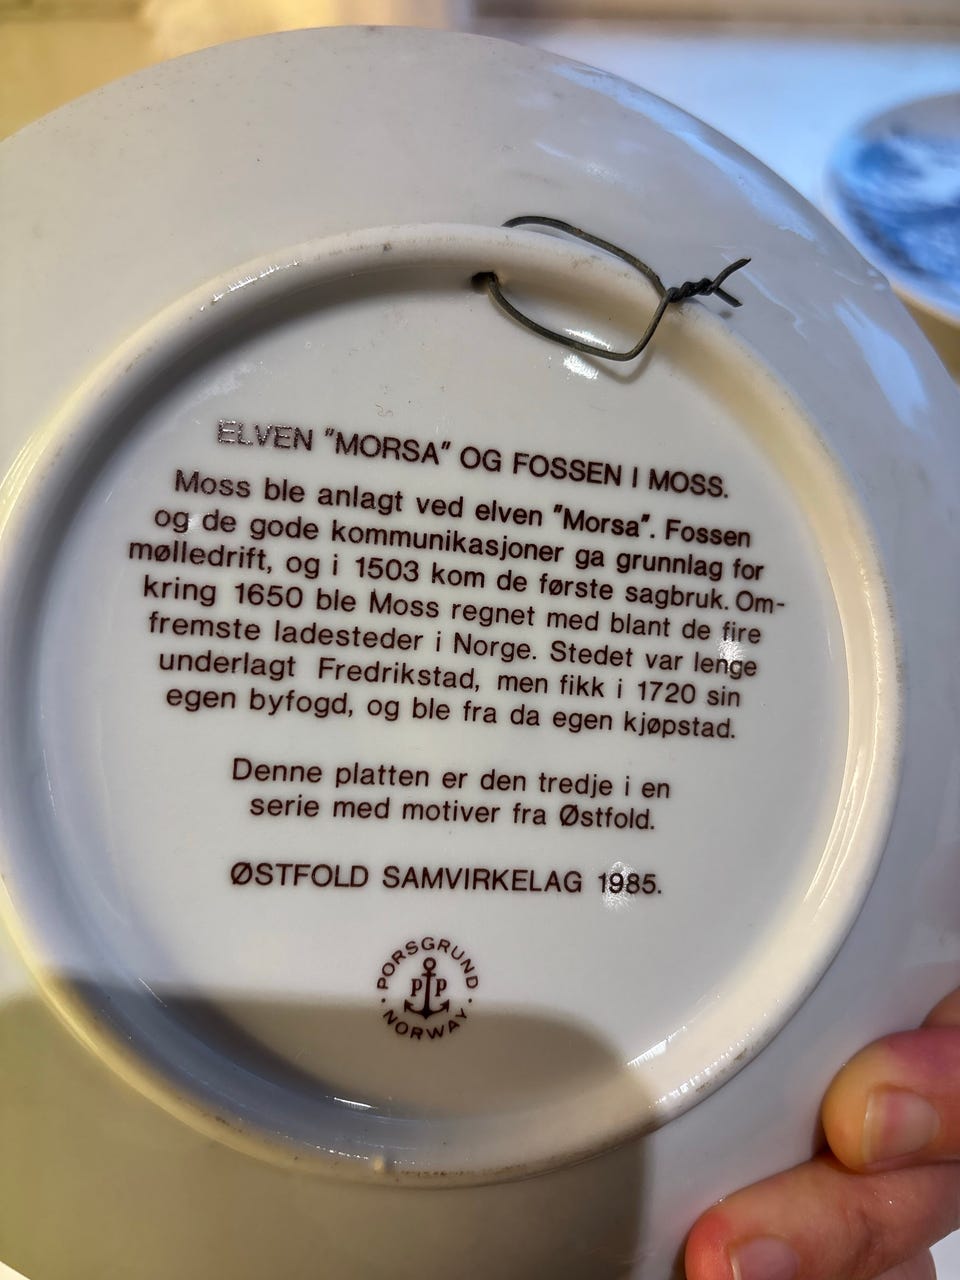 ELVEN "MORSA" OG FOSSEN I MOSS.
Moss ble anlagt ved elven "Morsa". Fossen
og de gode kommunikasjoner ga grunnlag for
mølledrift, og i 1503 kom de første sagbruk. Om-
kring 1650 ble Moss regnet med blant de fire
fremste ladesteder i Norge. Stedet var lenge
underlagt Fredrikstad, men fikk i 1720 sin
egen byfogd, og ble fra da egen kjøpstad.
Denne platten er den tredje i en
serie med motiver fra Østfold.
ØSTFOLD SAMVIRKELAG 1985.
PORSGRUND
PP
NORWAY